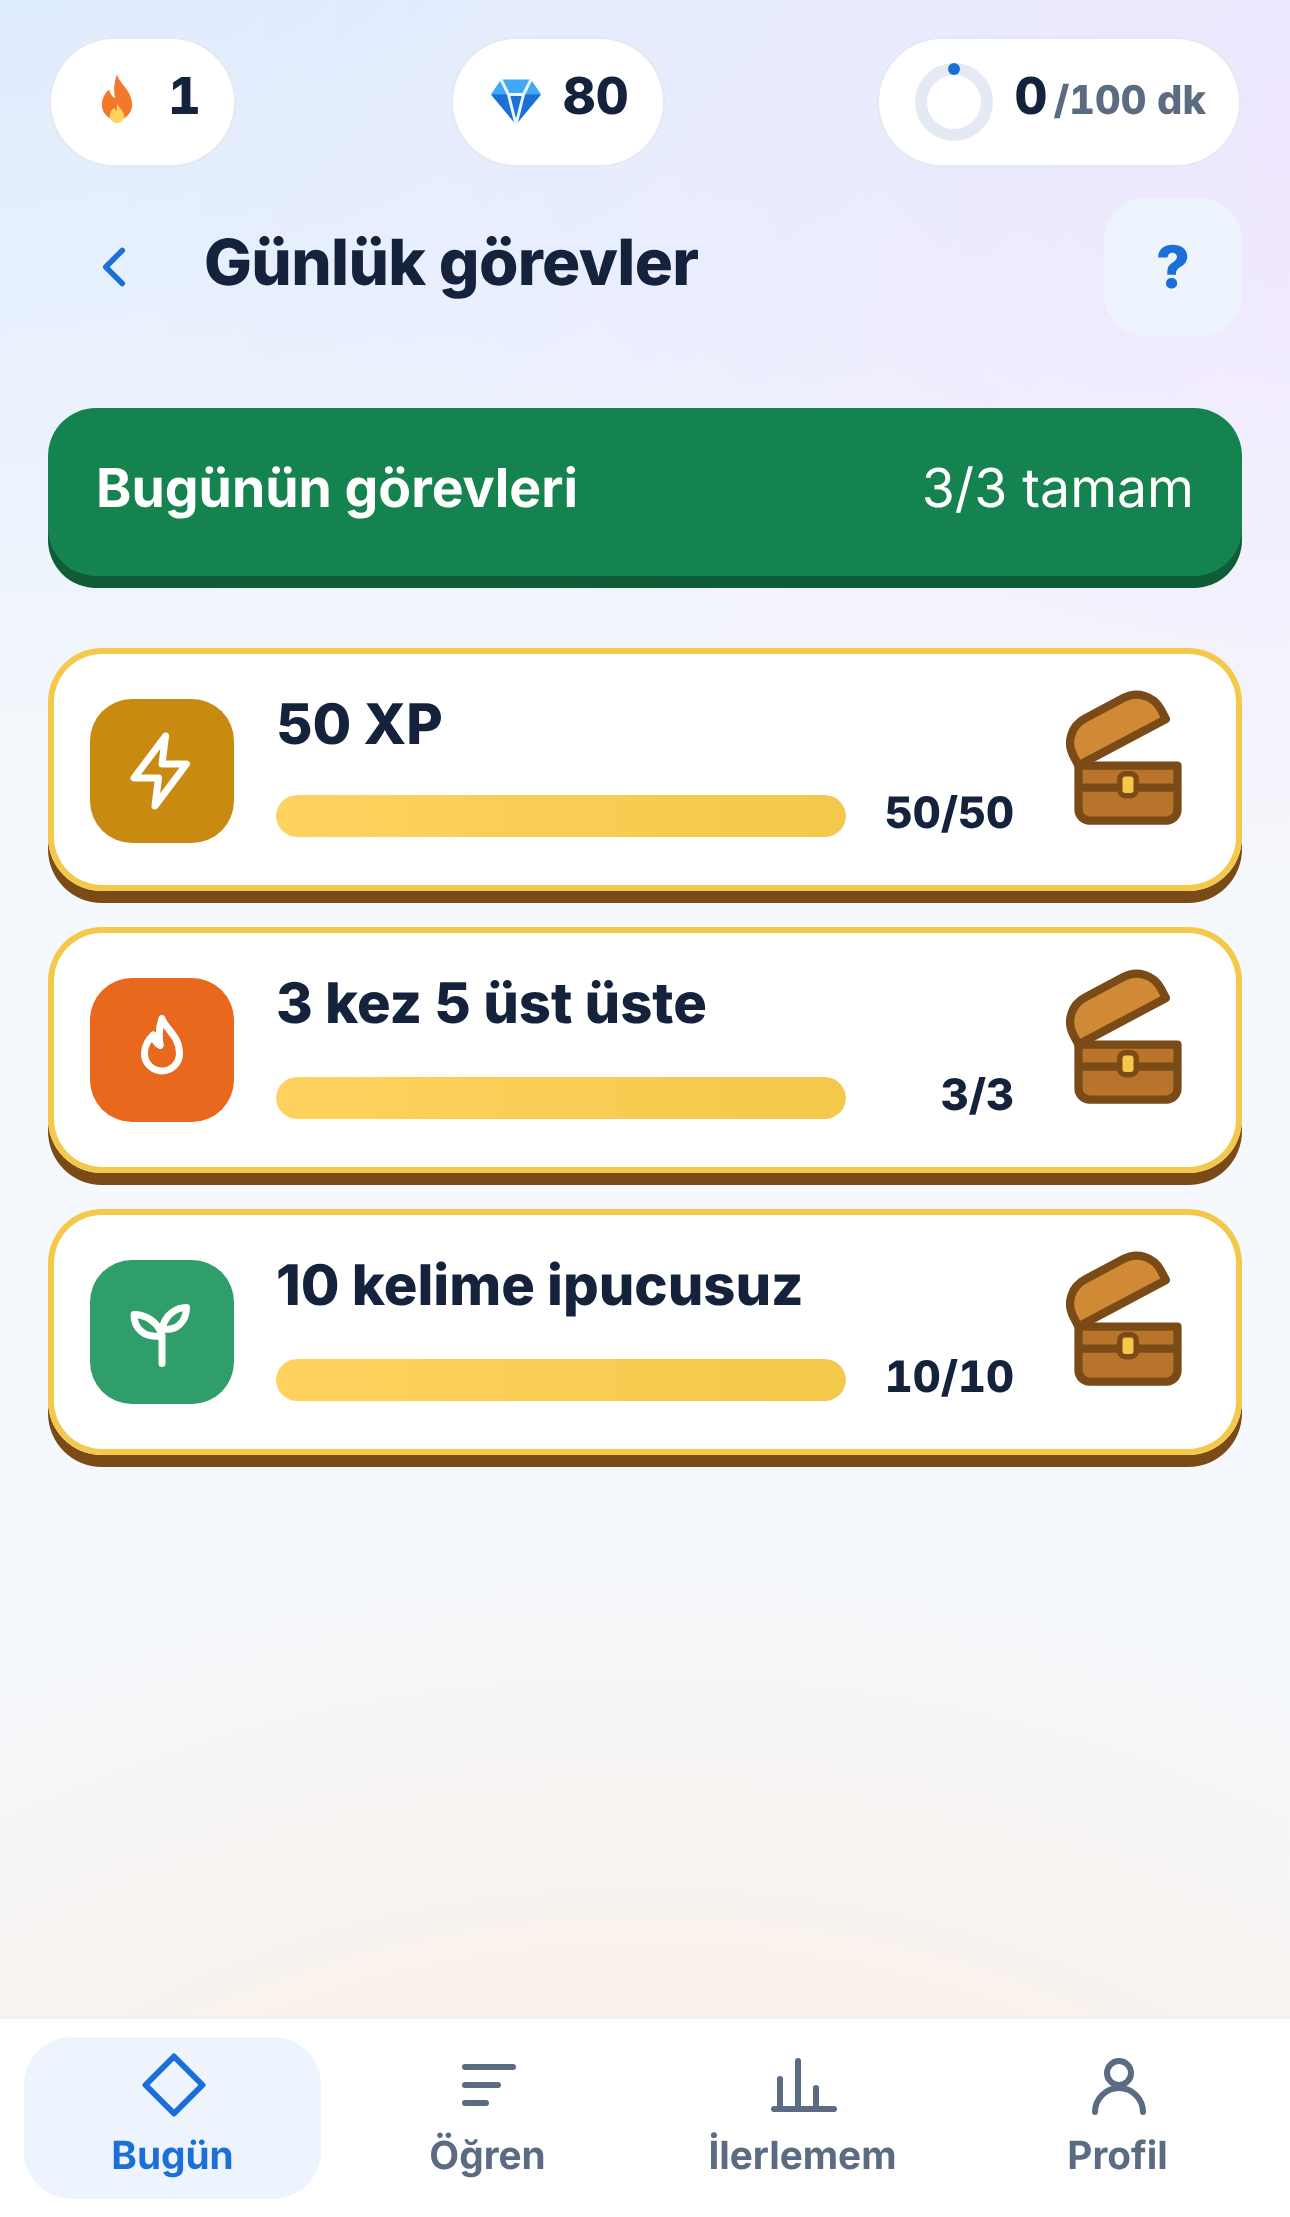 1
80
0/100 dk
Günlük görevler
?
Bugünün görevleri
3/3 tamam
50 XP
50/50
3 kez 5 üst üste
3/3
10 kelime ipucusuz
10/10
Bugün
Öğren
İlerlemem
Profil